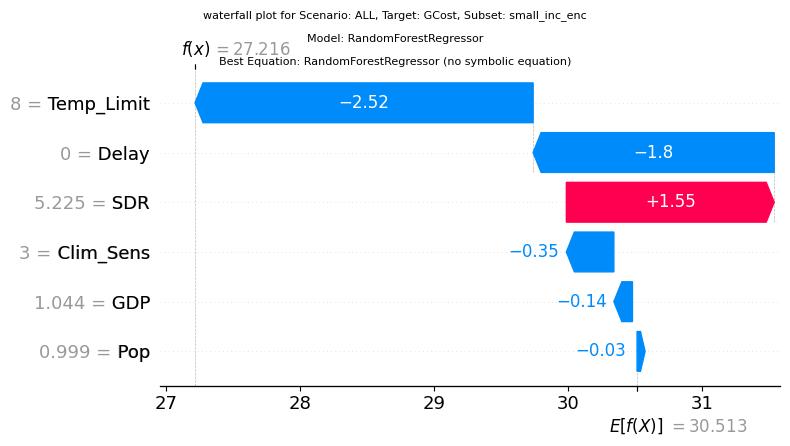 waterfall plot for Scenario: ALL, Target: GCost, Subset: small_inc_enc
Model: RandomForestRegressor
f(x) = 27.216
Best Equation: RandomForestRegressor (no symbolic equation)
8 = Temp_Limit
−2.52
0 = Delay
−1.8
5.225 = SDR
+1.55
3 = Clim_Sens
−0.35
1.044 = GDP
−0.14
0.999 = Pop
−0.03
27 28 29 30 31
E[f(X)] = 30.513